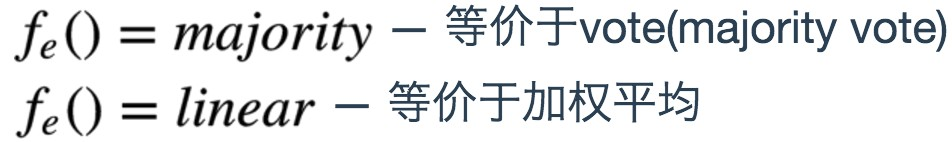 fₑ() = majority – 等价于vote(majority vote)
fₑ() = linear – 等价于加权平均